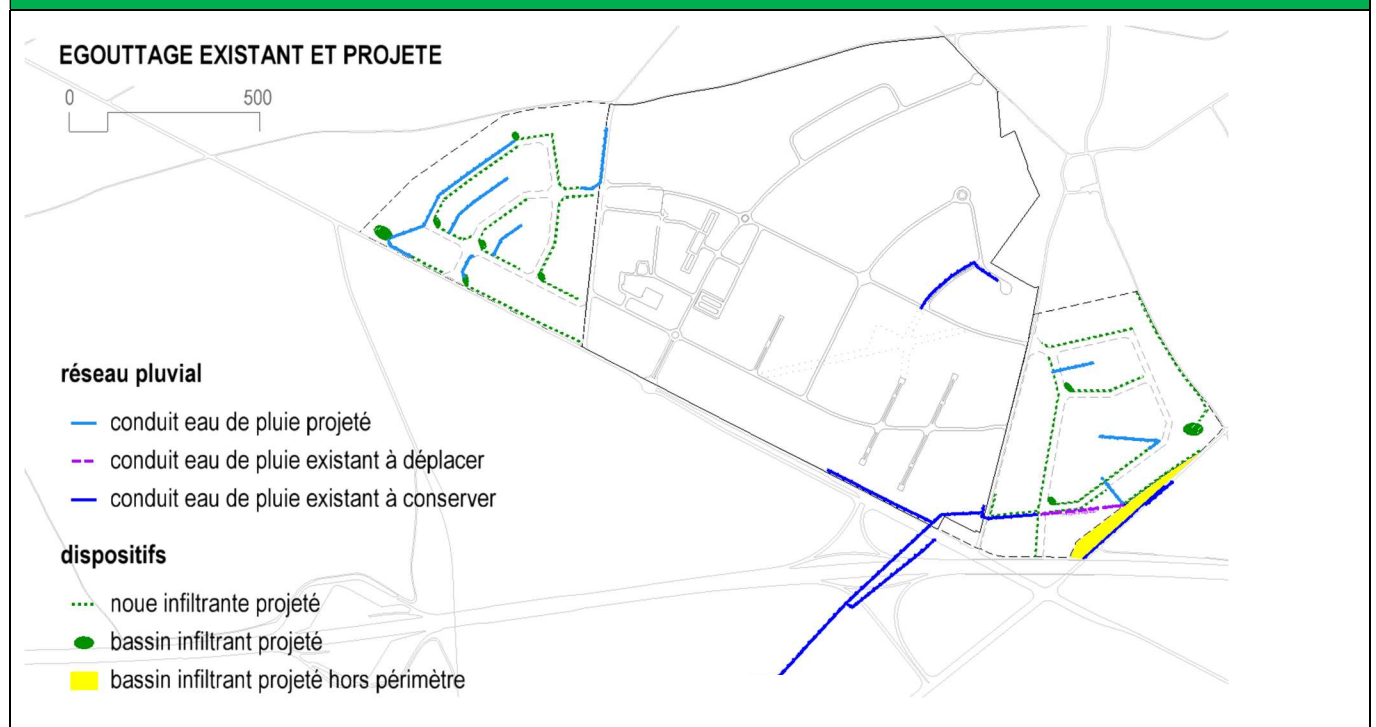 EGOUTTAGE EXISTANT ET PROJETE
0 500
réseau pluvial
conduit eau de pluie projeté
conduit eau de pluie existant à déplacer
conduit eau de pluie existant à conserver
dispositifs
noue infiltrante projeté
bassin infiltrant projeté
bassin infiltrant projeté hors périmètre